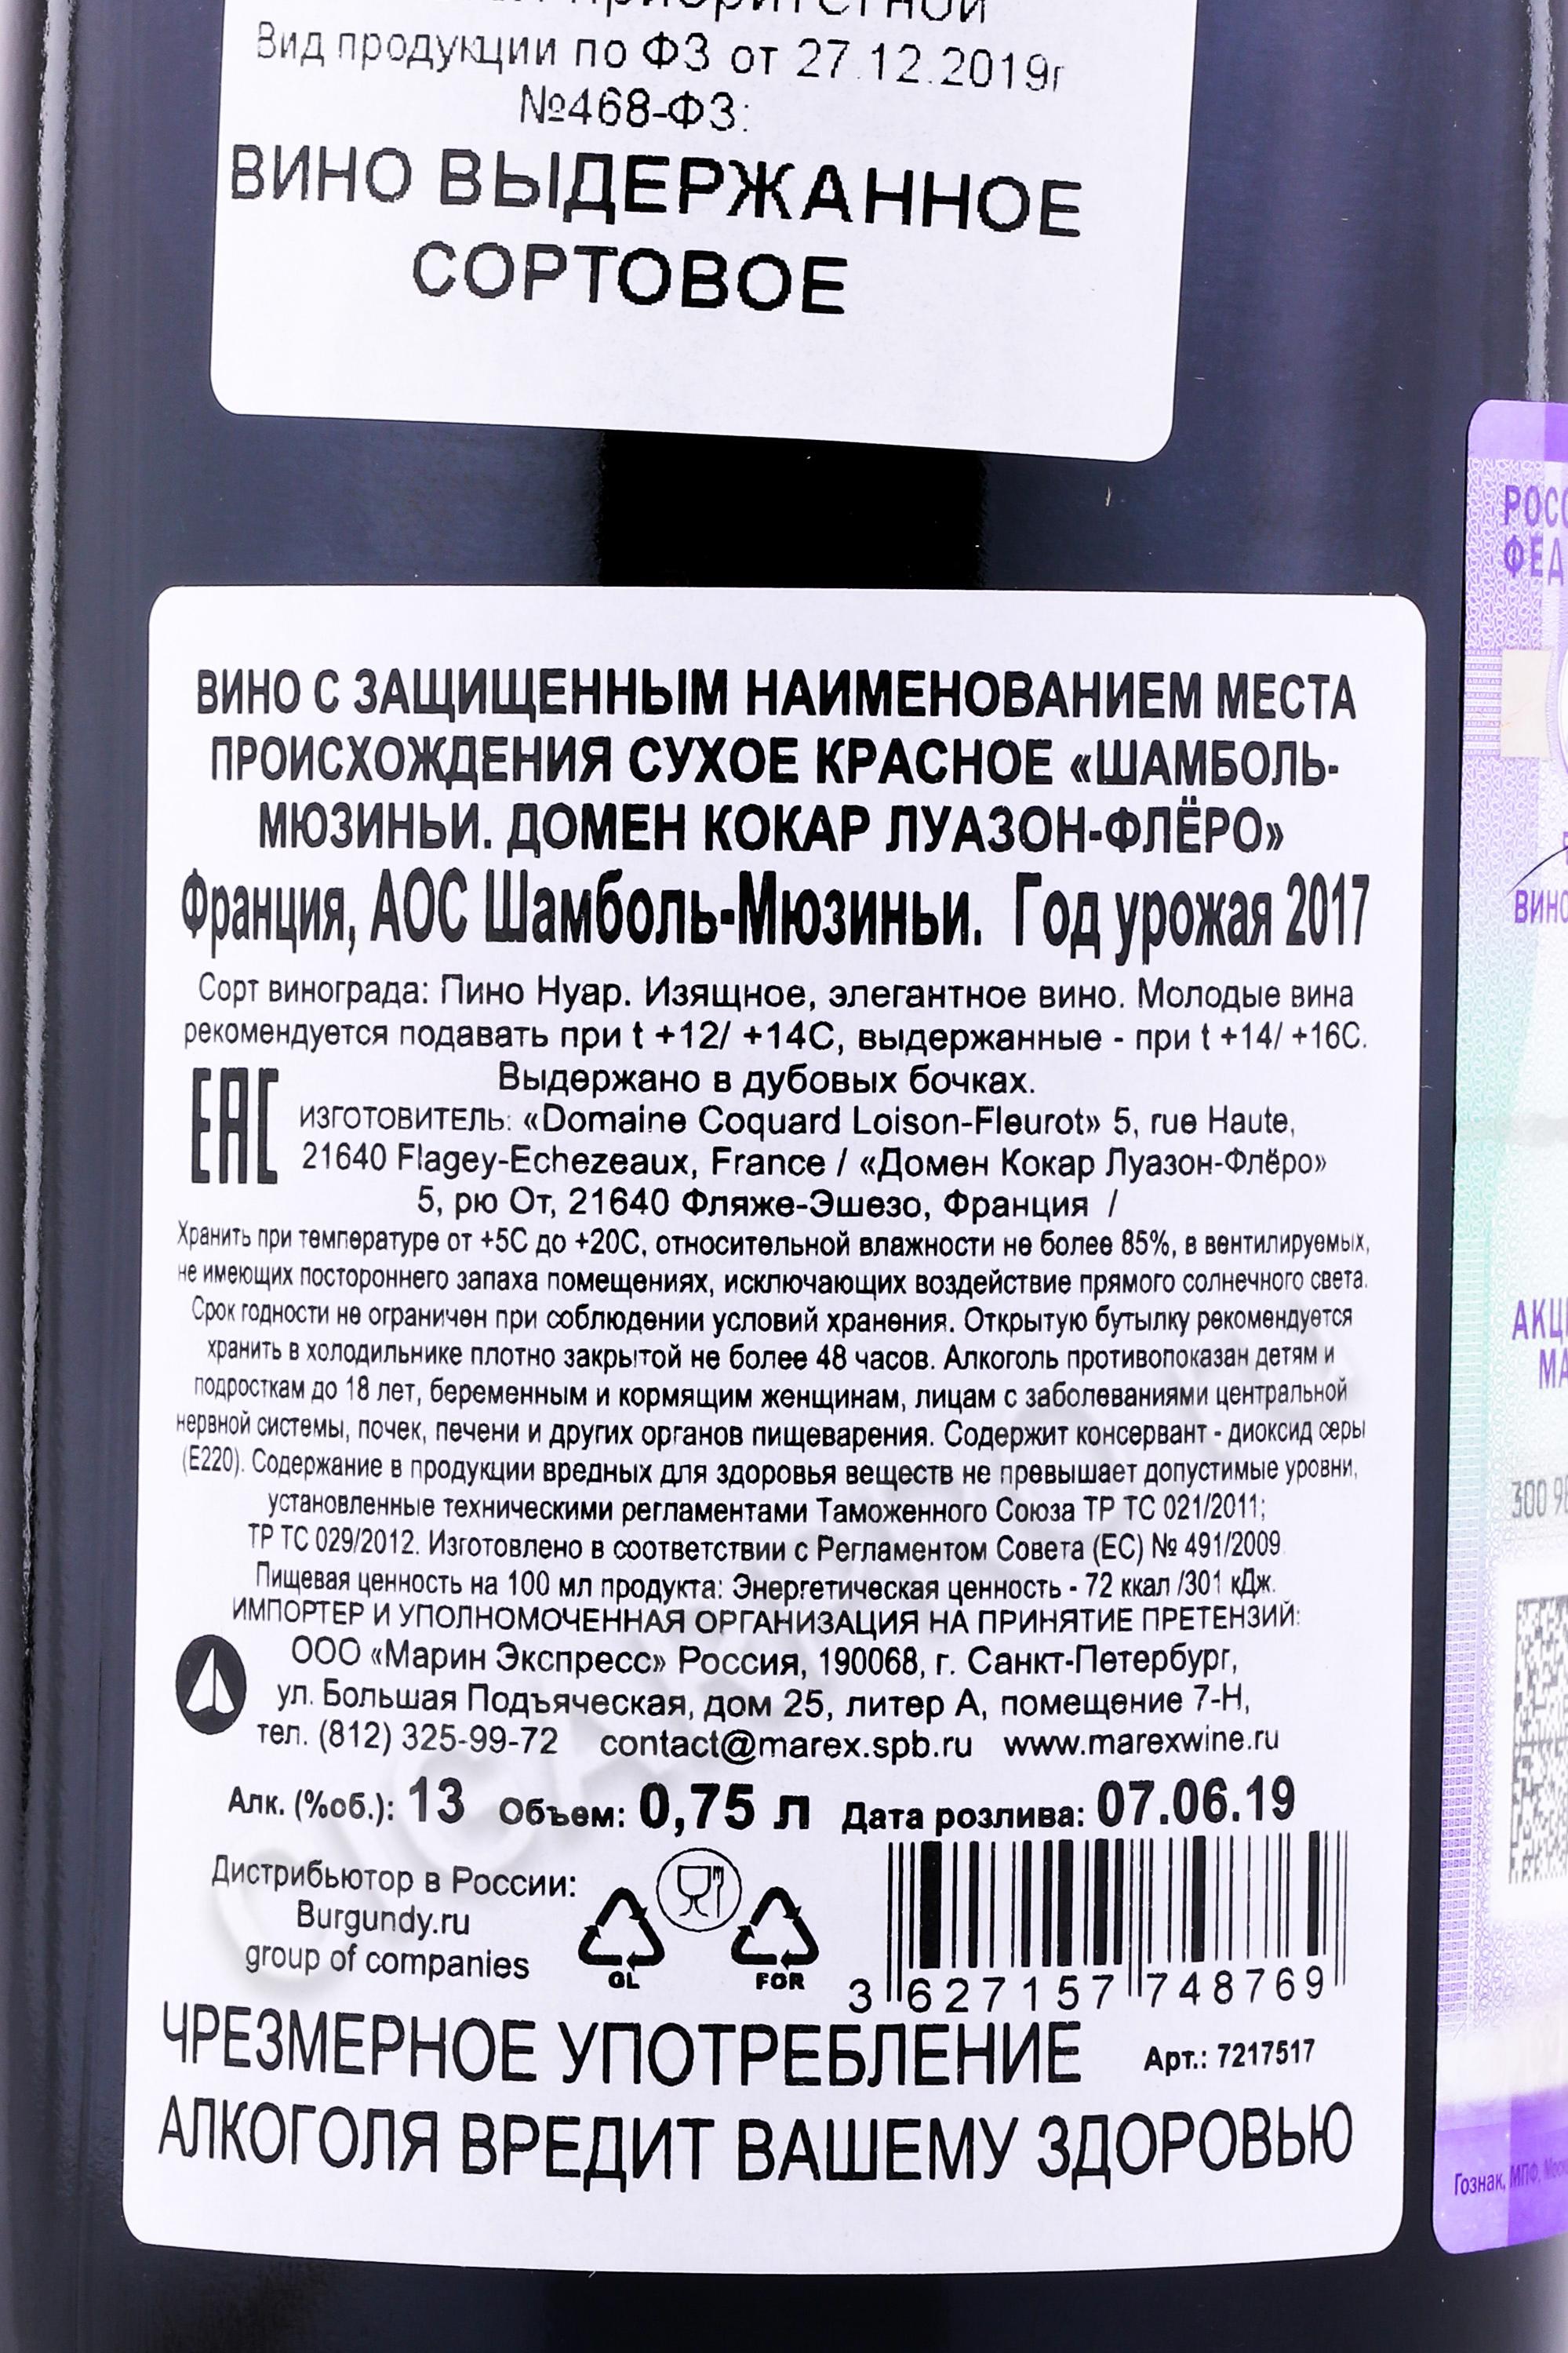 приоритетной
Вид продукции по ФЗ от 27.12.2019г
№468-ФЗ:
ВИНО ВЫДЕРЖАННОЕ
СОРТОВОЕ
ВИНО С ЗАЩИЩЕННЫМ НАИМЕНОВАНИЕМ МЕСТА
ПРОИСХОЖДЕНИЯ СУХОЕ КРАСНОЕ «ШАМБОЛЬ-
МЮЗИНЬИ. ДОМЕН КОКАР ЛУАЗОН-ФЛЁРО»
Франция, АОС Шамболь-Мюзиньи. Год урожая 2017
Сорт винограда: Пино Нуар. Изящное, элегантное вино. Молодые вина
рекомендуется подавать при t +12/ +14С, выдержанные - при t +14/ +16С.
Выдержано в дубовых бочках.
ЕАС
ИЗГОТОВИТЕЛЬ: «Domaine Coquard Loison-Fleurot» 5, rue Haute,
21640 Flagey-Echezeaux, France / «Домен Кокар Луазон-Флёро»
5, рю От, 21640 Фляже-Эшезо, Франция /
Хранить при температуре от +5С до +20С, относительной влажности не более 85%, в вентилируемых,
не имеющих постороннего запаха помещениях, исключающих воздействие прямого солнечного света.
Срок годности не ограничен при соблюдении условий хранения. Открытую бутылку рекомендуется
хранить в холодильнике плотно закрытой не более 48 часов. Алкоголь противопоказан детям и
подросткам до 18 лет, беременным и кормящим женщинам, лицам с заболеваниями центральной
нервной системы, почек, печени и других органов пищеварения. Содержит консервант - диоксид серы
(Е220). Содержание в продукции вредных для здоровья веществ не превышает допустимые уровни,
установленные техническими регламентами Таможенного Союза ТР ТС 021/2011;
ТР ТС 029/2012. Изготовлено в соответствии с Регламентом Совета (ЕС) № 491/2009
Пищевая ценность на 100 мл продукта: Энергетическая ценность - 72 ккал /301 кДж.
ИМПОРТЕР И УПОЛНОМОЧЕННАЯ ОРГАНИЗАЦИЯ НА ПРИНЯТИЕ ПРЕТЕНЗИЙ:
ООО «Марин Экспресс» Россия, 190068, г. Санкт-Петербург,
ул. Большая Подъяческая, дом 25, литер А, помещение 7-Н,
тел. (812) 325-99-72 contact@marex.spb.ru www.marexwine.ru
Алк. (%об.): 13 Объем: 0,75 л Дата розлива: 07.06.19
Дистрибьютор в России:
Burgundy.ru
group of companies
GL
FOR
3 627157 748769
Арт.: 7217517
ЧРЕЗМЕРНОЕ УПОТРЕБЛЕНИЕ
АЛКОГОЛЯ ВРЕДИТ ВАШЕМУ ЗДОРОВЬЮ
РОСС
ФЕД
ВИНО
АКЦ
МА
Гознак, МПФ,